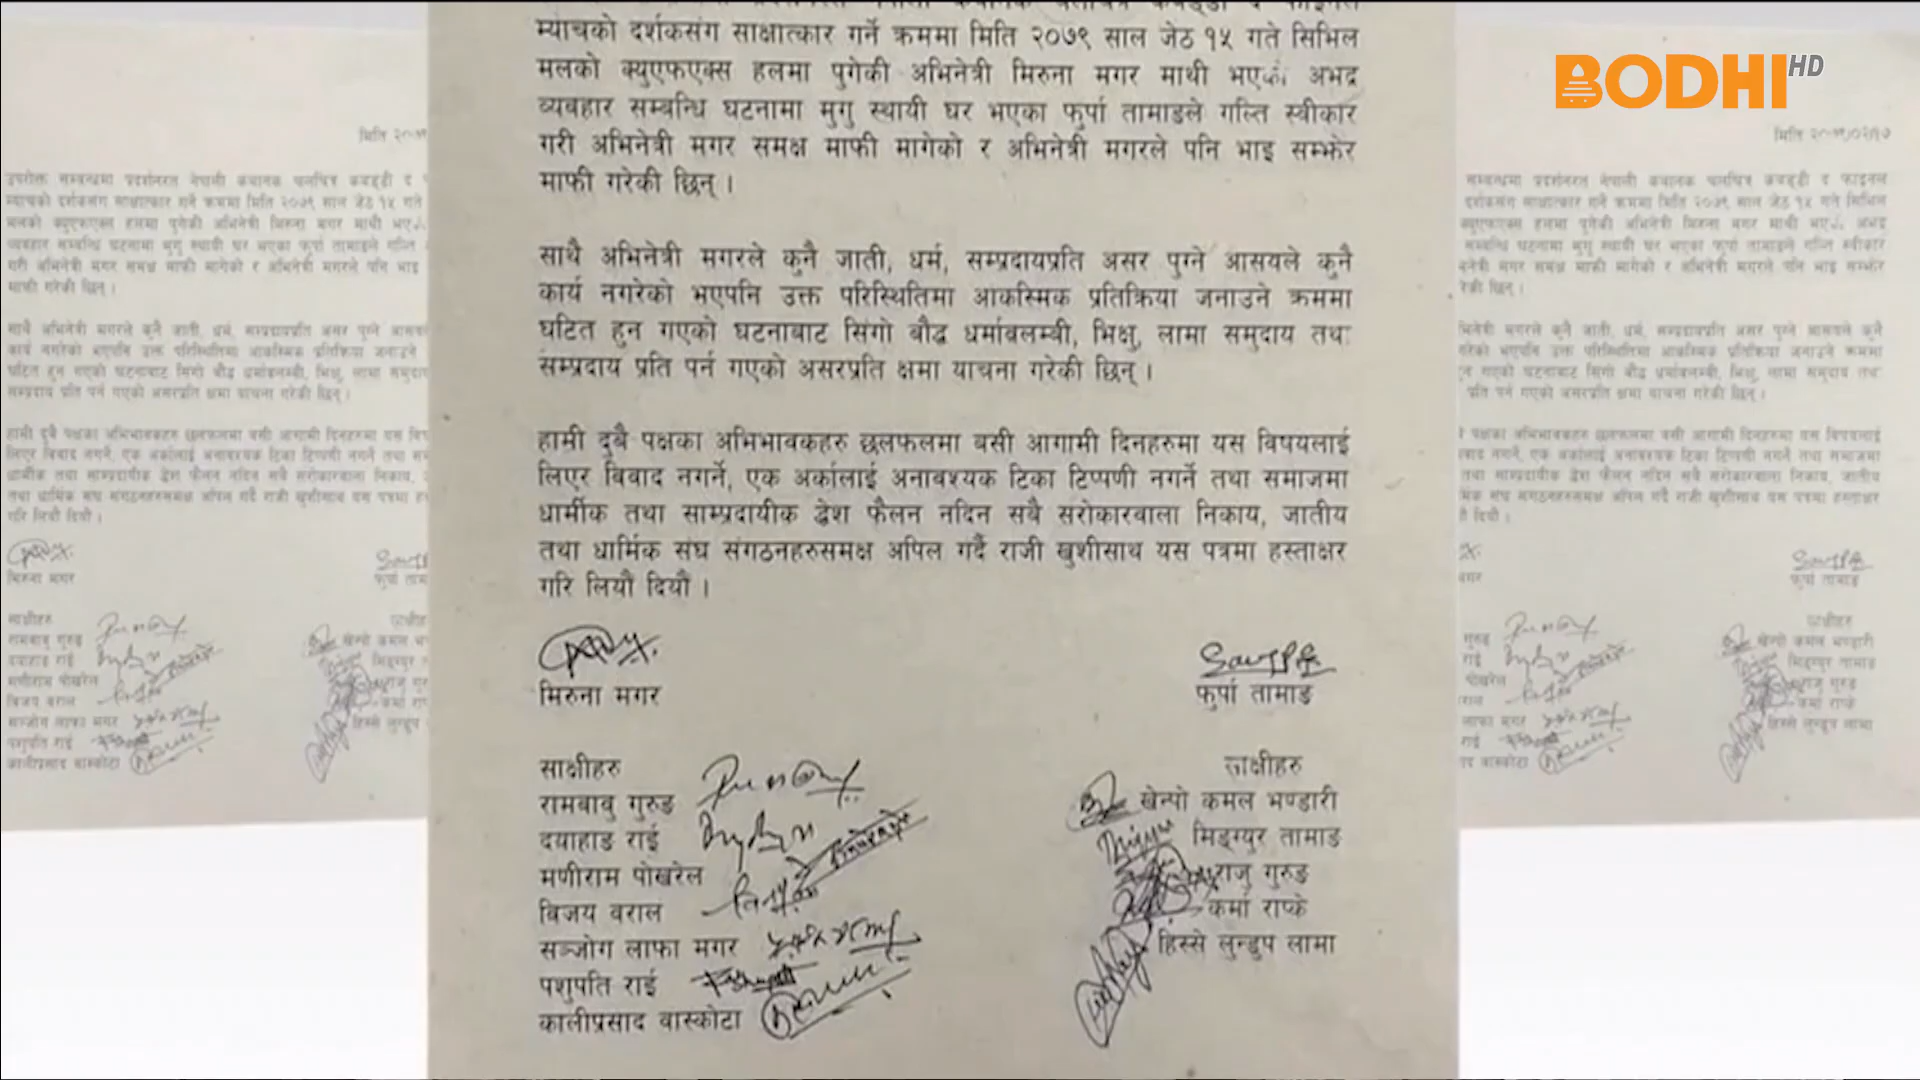 BODHI HD
म्याचको दर्शकसंग साक्षात्कार गर्ने क्रममा मिति २०७९ साल जेठ १५ गते सिभिल
मलको क्युएफएक्स हलमा पुगेकी अभिनेत्री मिरुना मगर माथी भएको अभद्र
व्यवहार सम्बन्धि घटनामा मुगु स्थायी घर भएका फुर्पा तामाङले गल्ति स्वीकार
गरी अभिनेत्री मगर समक्ष माफी मागेको र अभिनेत्री मगरले पनि भाइ सम्झेर
माफी गरेकी छिन् ।
साथै अभिनेत्री मगरले कुनै जाती, धर्म, सम्प्रदायप्रति असर पुग्ने आसयले कुनै
कार्य नगरेको भएपनि उक्त परिस्थितिमा आकस्मिक प्रतिक्रिया जनाउने क्रममा
घटित हुन गएको घटनाबाट सिंगो बौद्ध धर्मावलम्बी, भिक्षु, लामा समुदाय तथा
सम्प्रदाय प्रति पर्न गएको असरप्रति क्षमा याचना गरेकी छिन् ।
हामी दुबै पक्षका अभिभावकहरु छलफलमा बसी आगामी दिनहरुमा यस विषयलाई
लिएर बिवाद नगर्ने, एक अर्कालाई अनावश्यक टिका टिप्पणी नगर्ने तथा समाजमा
धार्मीक तथा साम्प्रदायीक द्वेश फैलन नदिन सबै सरोकारवाला निकाय, जातीय
तथा धार्मिक संघ संगठनहरुसमक्ष अपिल गर्दै राजी खुशीसाथ यस पत्रमा हस्ताक्षर
गरि लियौं दियौं ।
मिरुना मगर
फुर्पा तामाङ
साक्षीहरु
रामबाबु गुरुङ
दयाहाङ राई
मणीराम पोखरेल
बिजय बराल
सञ्जोग लाफा मगर
पशुपति राई
कालीप्रसाद बास्कोटा
साक्षीहरु
खेन्पो कमल भण्डारी
मिङ्ग्युर तामाङ
राजु गुरुङ
कर्मा राप्के
हिस्से लुन्डुप लामा